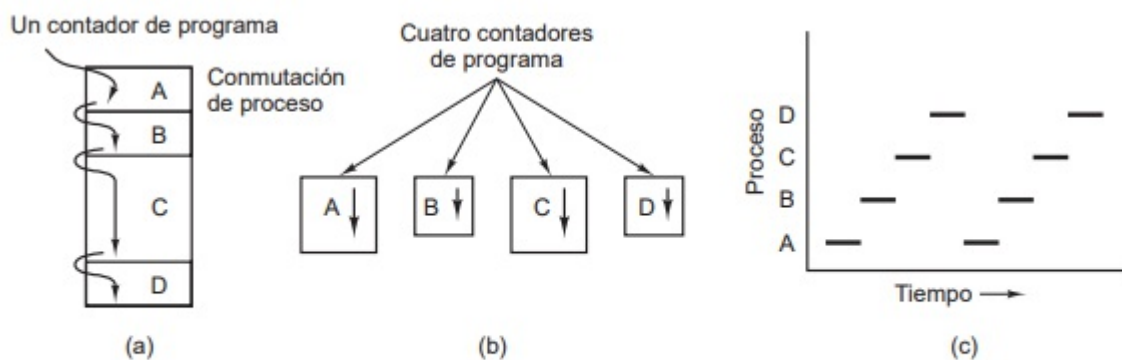 Un contador de programa
A
Conmutación
de proceso
B
C
D
(a)
Cuatro contadores
de programa
A
B
C
D
(b)
Proceso
D
C
B
A
Tiempo
(c)